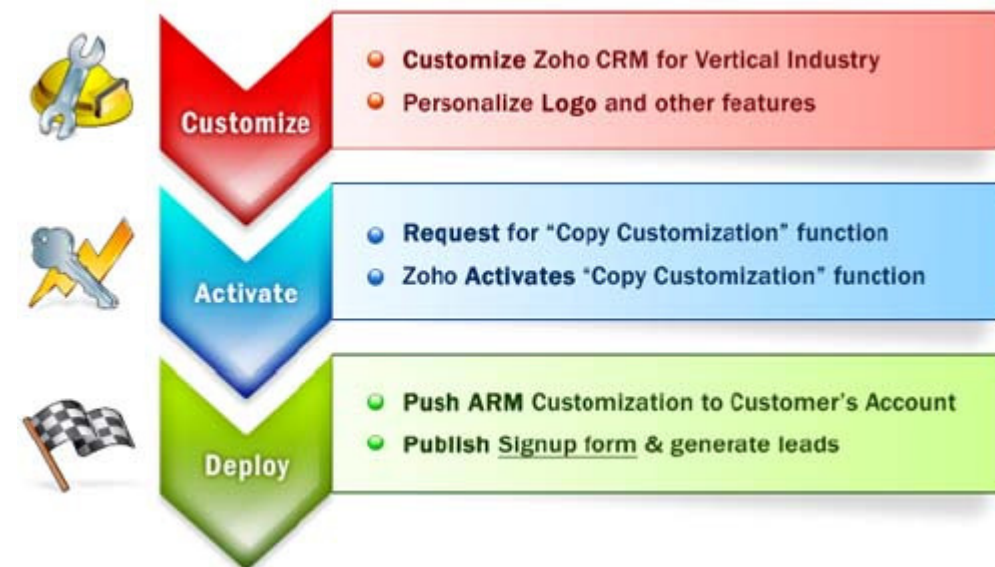 Customize
Customize Zoho CRM for Vertical Industry
Personalize Logo and other features
Activate
Request for “Copy Customization” function
Zoho Activates “Copy Customization” function
Deploy
Push ARM Customization to Customer’s Account
Publish Signup form & generate leads